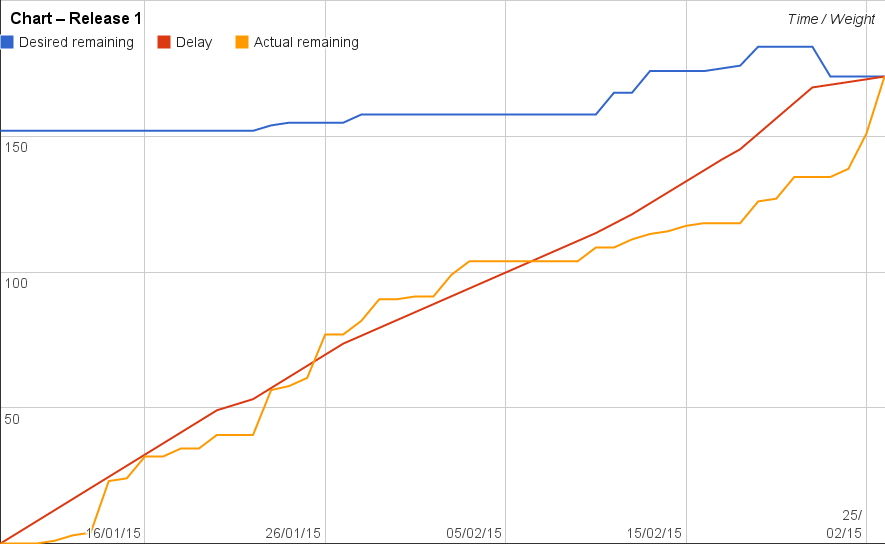 Chart – Release 1
Time / Weight
Desired remaining
Delay
Actual remaining
150
100
50
16/01/15
26/01/15
05/02/15
15/02/15
25/
02/15